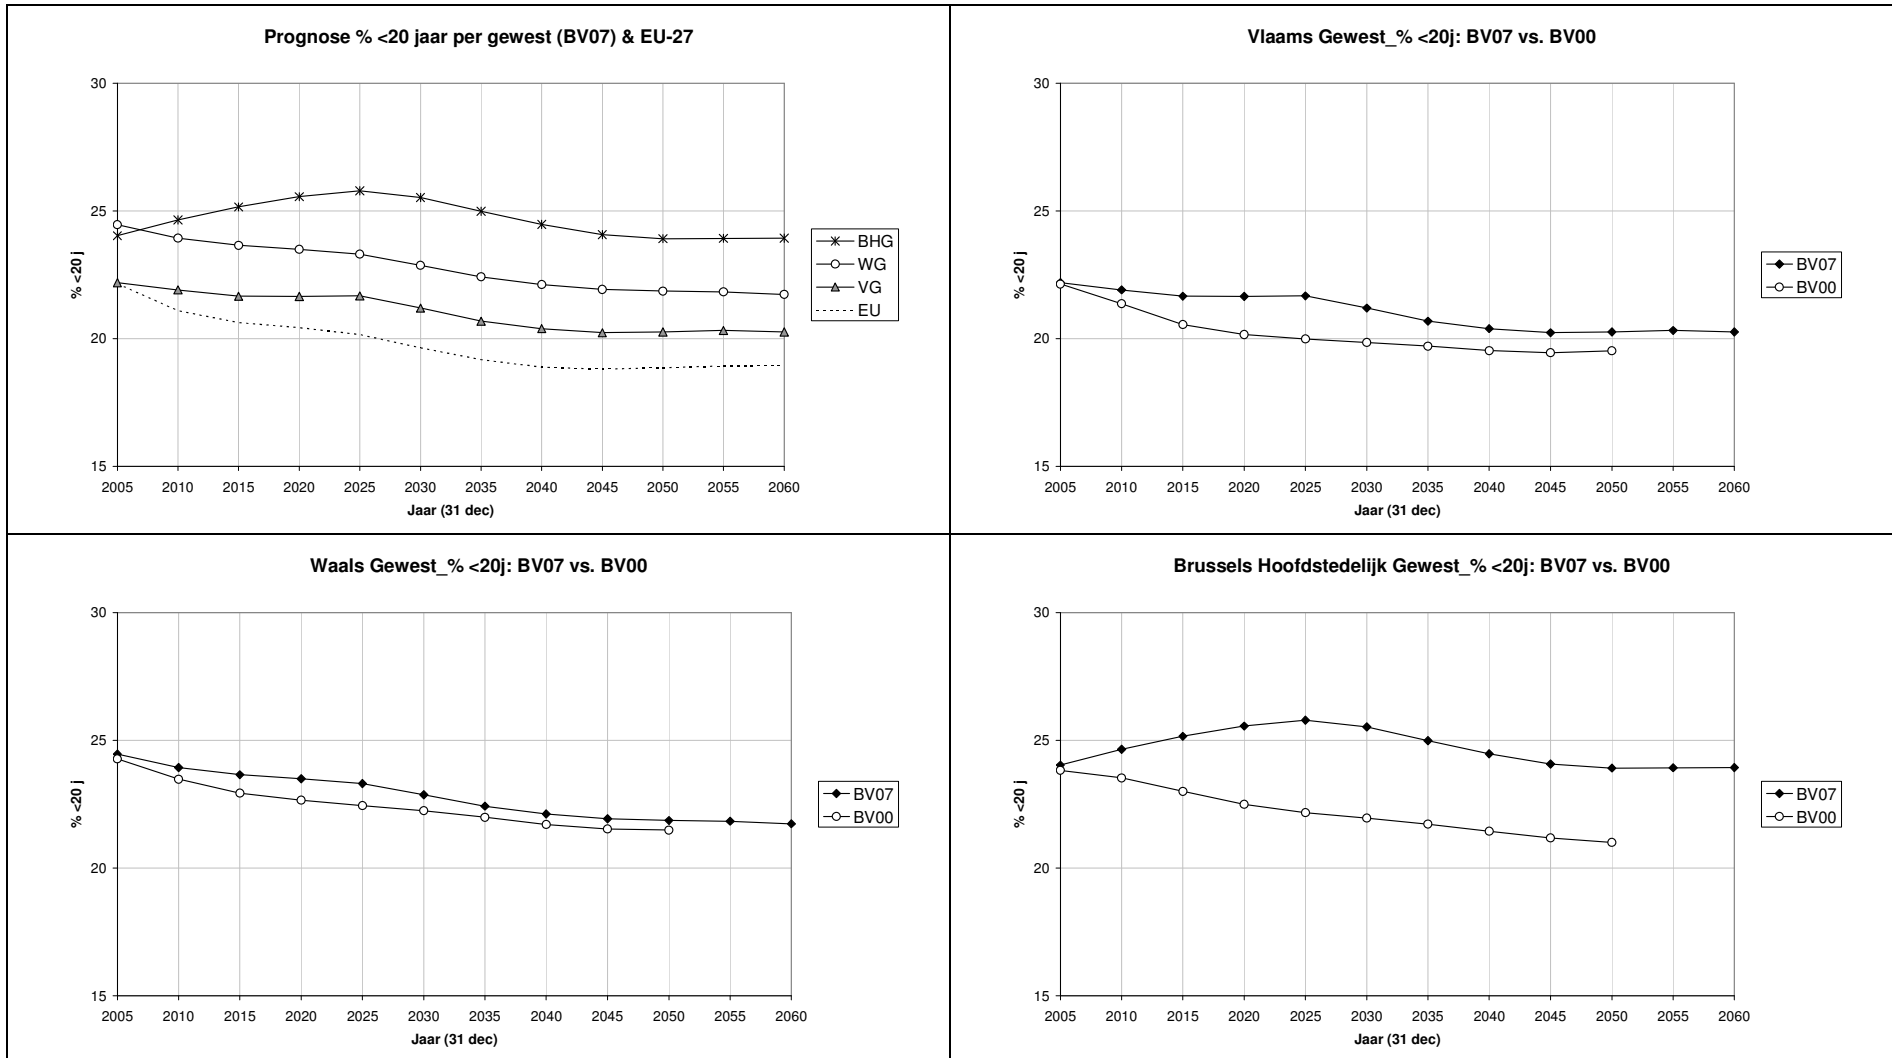 Prognose % <20 jaar per gewest (BV07) & EU-27
30
25
20
15
% <20 j
2005 2010 2015 2020 2025 2030 2035 2040 2045 2050 2055 2060
Jaar (31 dec)
BHG
WG
VG
EU
Vlaams Gewest_% <20j: BV07 vs. BV00
30
25
20
15
% <20 j
2005 2010 2015 2020 2025 2030 2035 2040 2045 2050 2055 2060
Jaar (31 dec)
BV07
BV00
Waals Gewest_% <20j: BV07 vs. BV00
30
25
20
15
% <20 j
2005 2010 2015 2020 2025 2030 2035 2040 2045 2050 2055 2060
Jaar (31 dec)
BV07
BV00
Brussels Hoofdstedelijk Gewest_% <20j: BV07 vs. BV00
30
25
20
15
% <20 j
2005 2010 2015 2020 2025 2030 2035 2040 2045 2050 2055 2060
Jaar (31 dec)
BV07
BV00